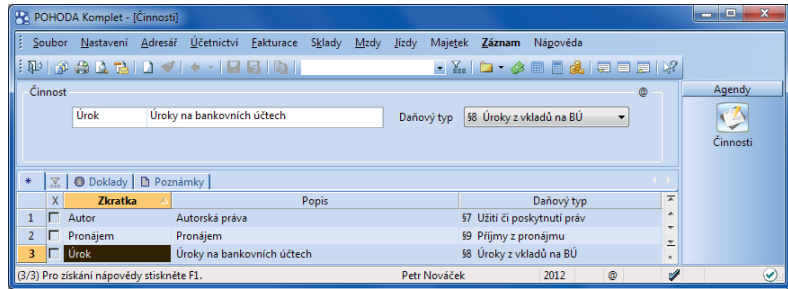 POHODA Komplet - [Činnosti]
Soubor Nastavení Adresář Účetnictví Fakturace Sklady Mzdy Jízdy Majetek Záznam Nápověda
Činnost @ Agendy
Úrok Úroky na bankovních účtech Daňový typ §8 Úroky z vkladů na BÚ
Činnosti
* Doklady Poznámky
X Zkratka Popis Daňový typ
1 Autor Autorská práva §7 Užití či poskytnutí práv
2 Pronájem Pronájem §9 Příjmy z pronájmu
3 Úrok Úroky na bankovních účtech §8 Úroky z vkladů na BÚ
(3/3) Pro získání nápovědy stiskněte F1. Petr Nováček 2012 @